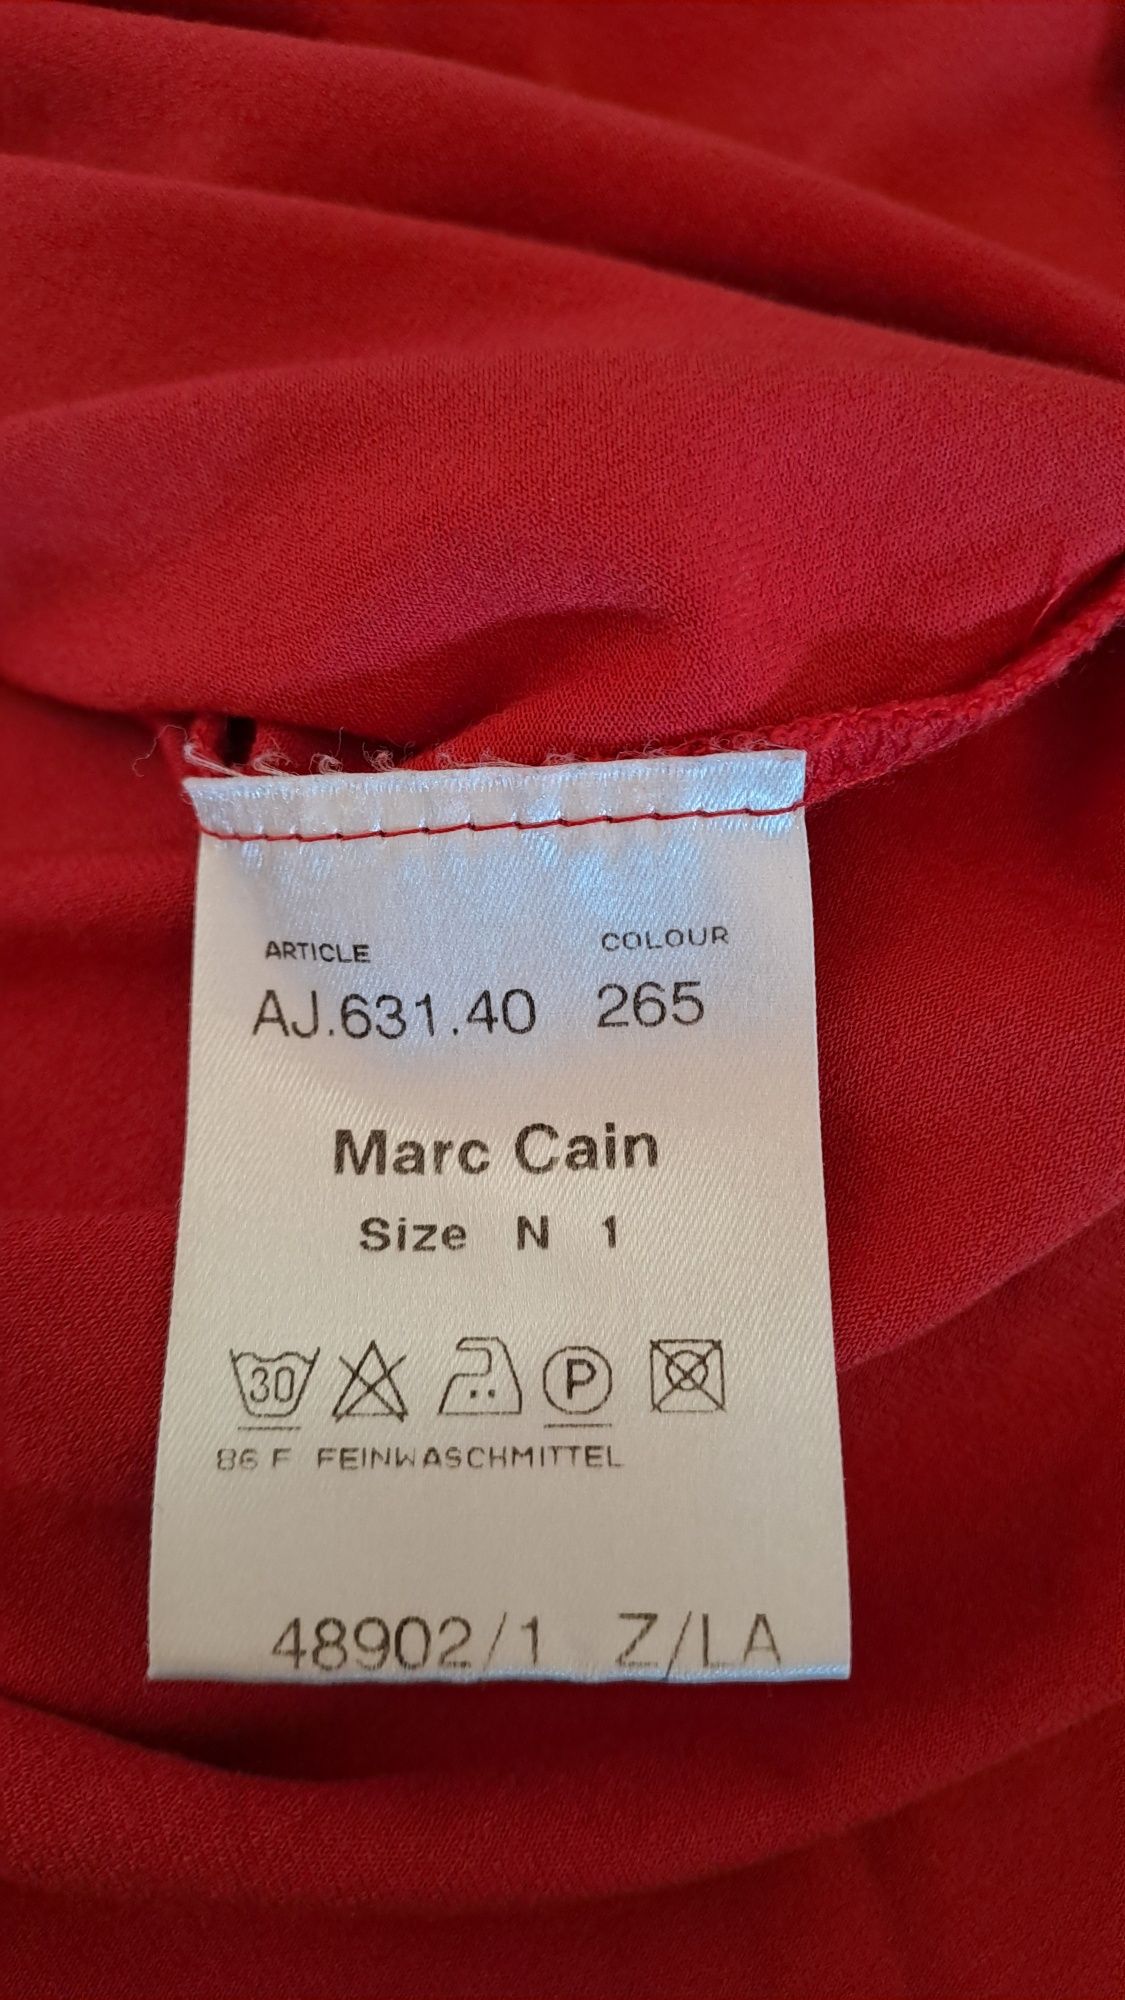 ARTICLE COLOUR
AJ.631.40 265
Marc Cain
Size N 1
30 P
86 F FEINWASCHMITTEL
48902/1 Z/LA